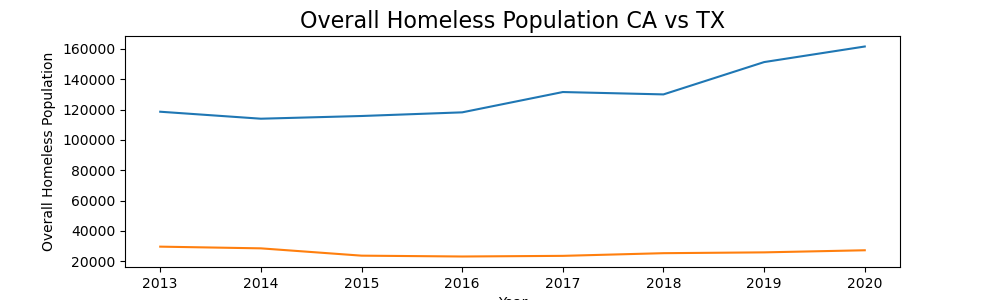 Overall Homeless Population CA vs TX
Overall Homeless Population
160000
140000
120000
100000
80000
60000
40000
20000
2013 2014 2015 2016 2017 2018 2019 2020
Year